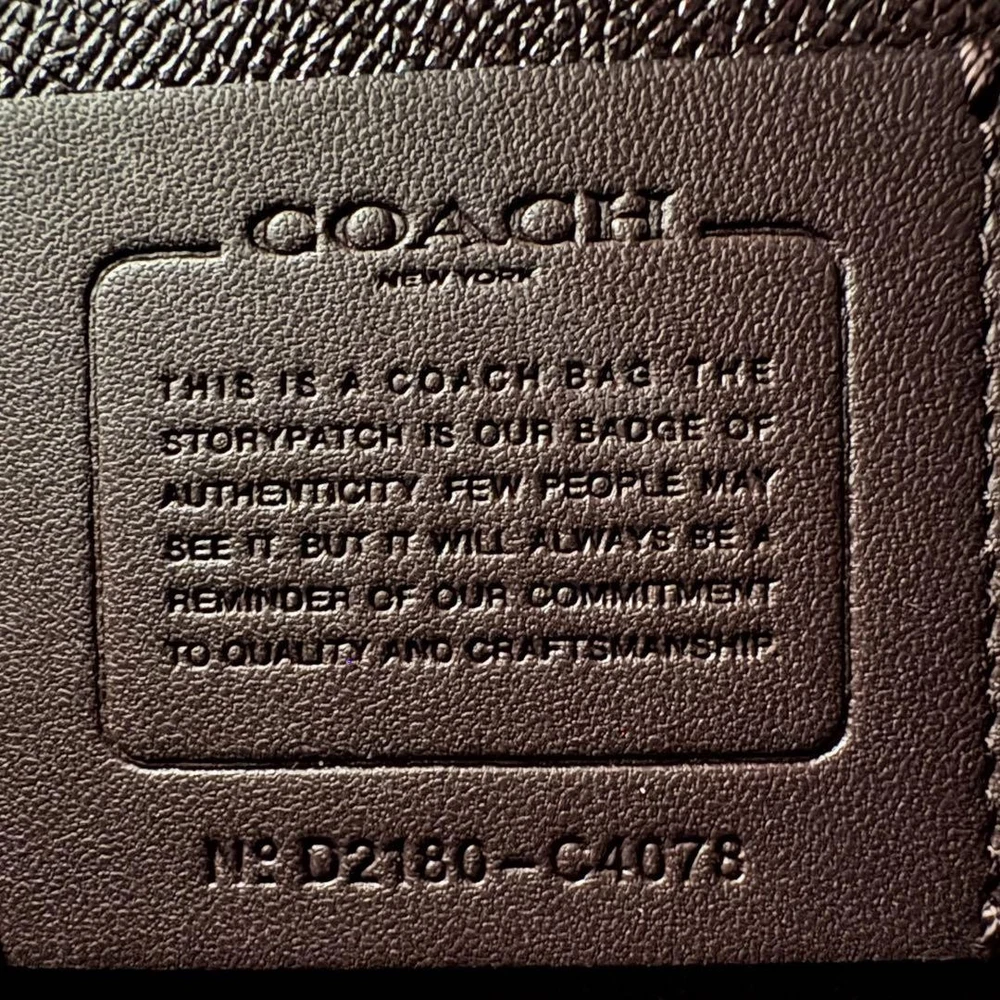 COACH
NEW YORK
THIS IS A COACH BAG. THE
STORYPATCH IS OUR BADGE OF
AUTHENTICITY. FEW PEOPLE MAY
SEE IT. BUT IT WILL ALWAYS BE A
REMINDER OF OUR COMMITMENT
TO QUALITY AND CRAFTSMANSHIP.
Nº D2180-C4078